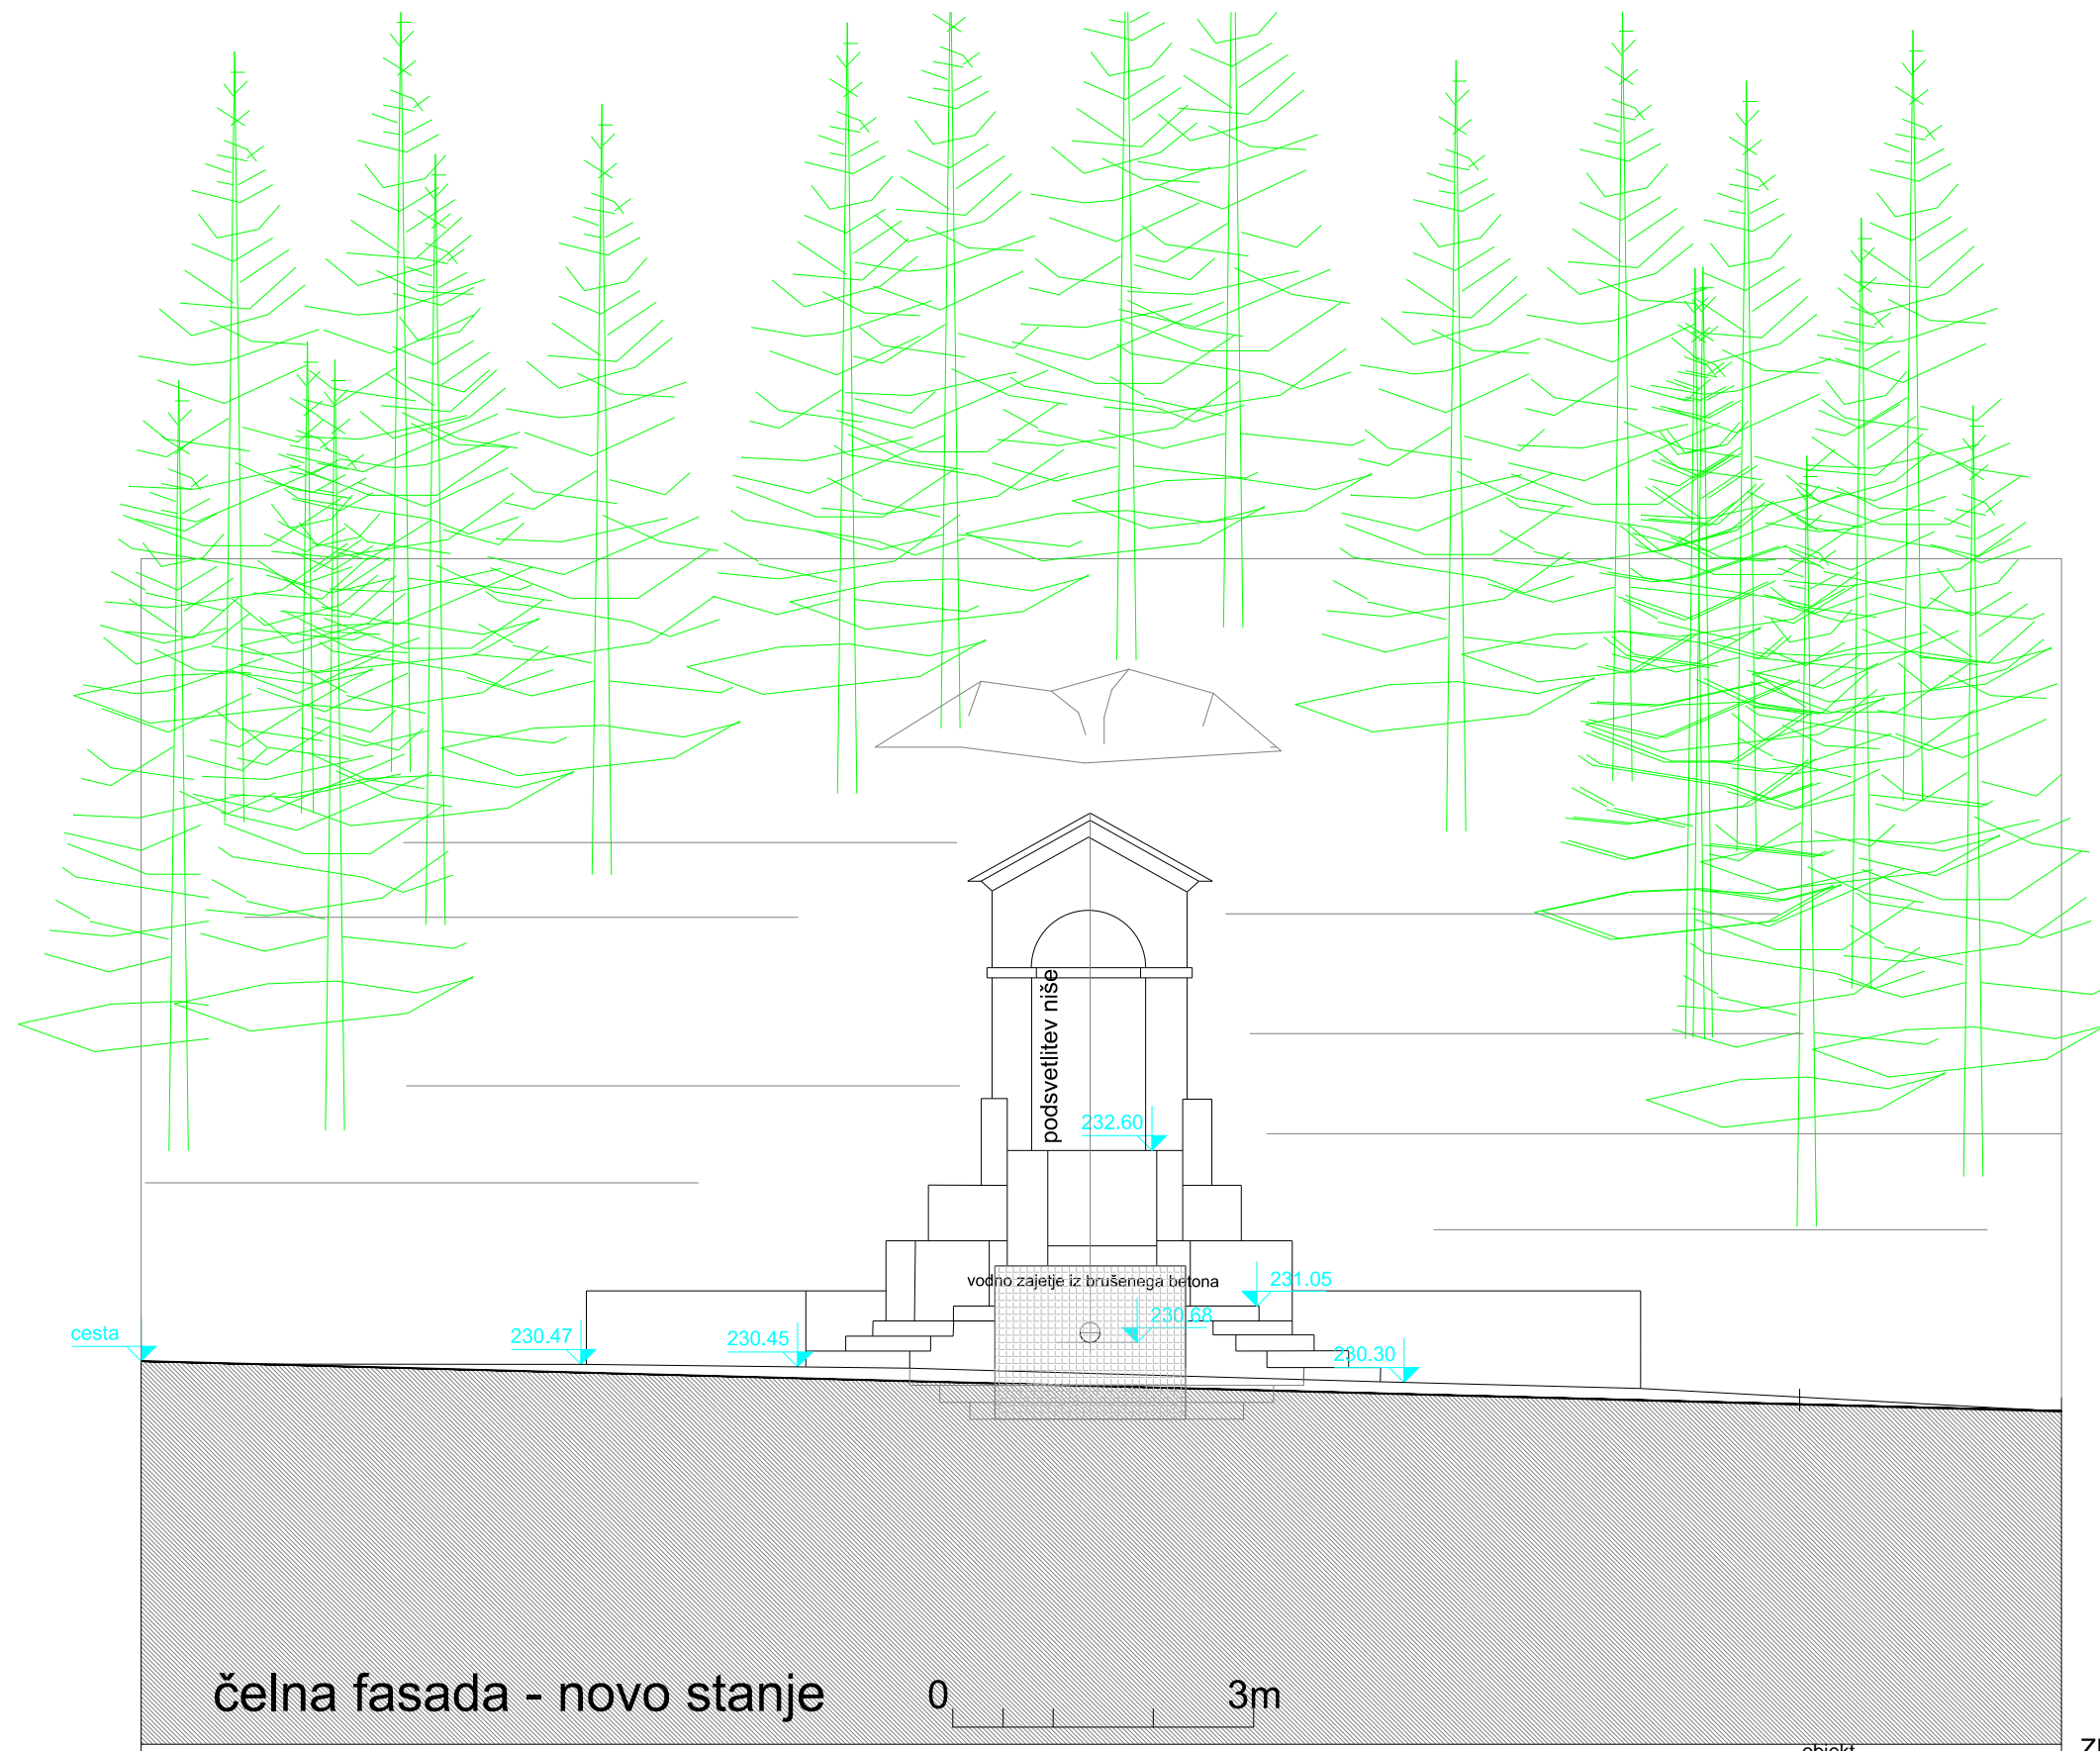 podsvetlitev niše
232.60
vodno zajetje iz brušenega betona
231.05
230.68
cesta
230.47
230.45
230.30
čelna fasada - novo stanje
0
3m
objekt